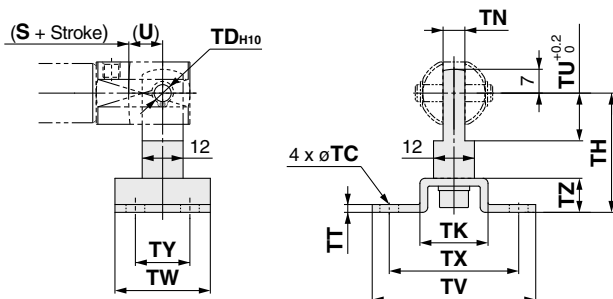 (S + Stroke) (U) TDH10
12
TY
TW
TN
TU+0.2 0
7
TH
12
4 x øTC
TZ
TT
TK
TX
TV